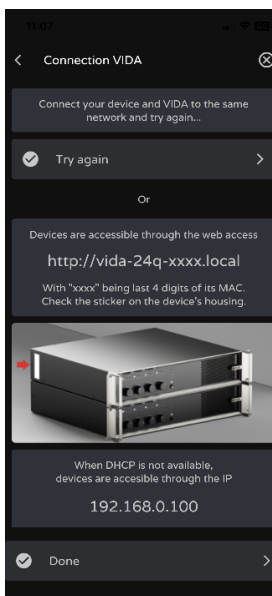 11:07
Connection VIDA
Connect your device and VIDA to the same
network and try again...
Try again
Or
Devices are accessible through the web access
http://vida-24q-xxxx.local
With "xxxx" being last 4 digits of its MAC.
Check the sticker on the device's housing.
When DHCP is not available,
devices are accesible through the IP
192.168.0.100
Done